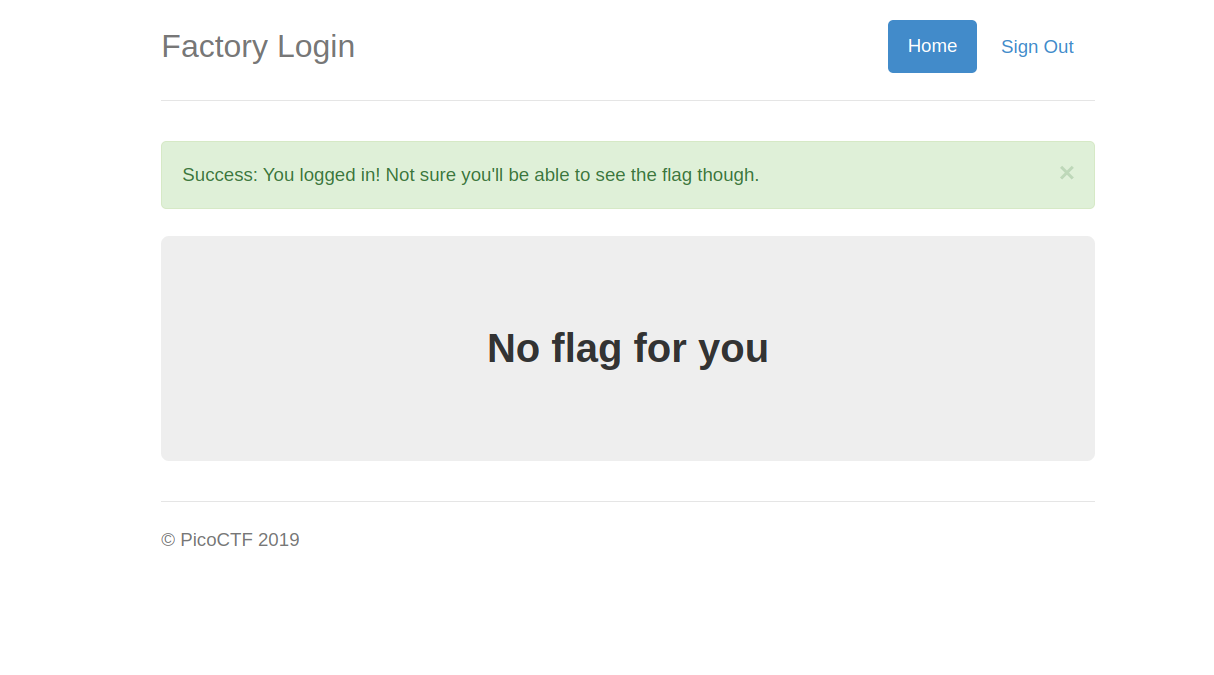 Factory Login
Home
Sign Out
Success: You logged in! Not sure you'll be able to see the flag though.
×
No flag for you
© PicoCTF 2019